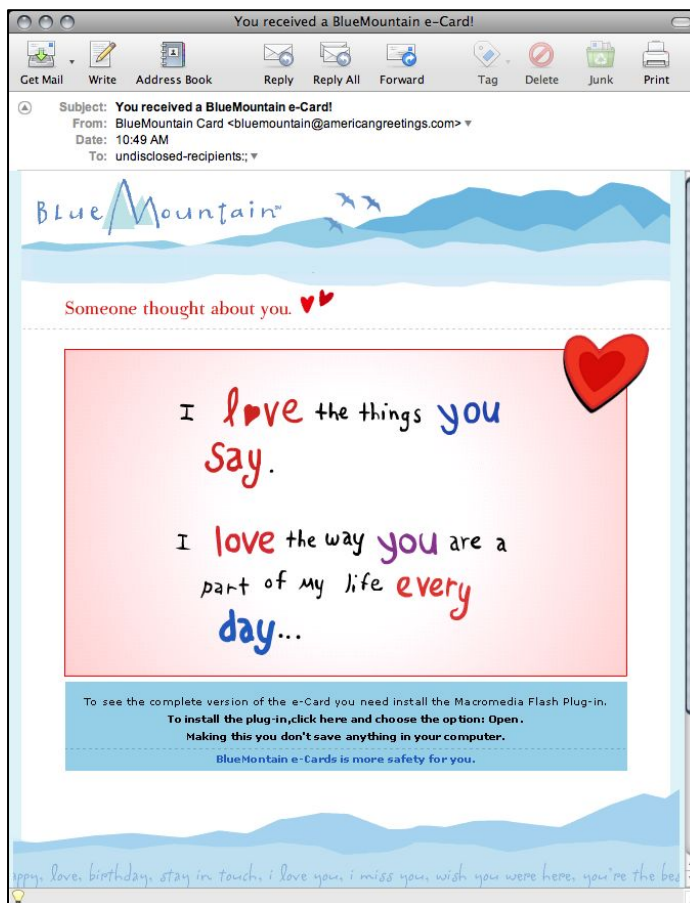 You received a BlueMountain e-Card!
Get Mail Write Address Book Reply Reply All Forward Tag Delete Junk Print
Subject: You received a BlueMountain e-Card!
From: BlueMountain Card <bluemountain@americangreetings.com>
Date: 10:49 AM
To: undisclosed-recipients:;
BLue Mountain™
Someone thought about you.
I love the things you
say.
I love the way you are a
part of my life every
day...
To see the complete version of the e-Card you need install the Macromedia Flash Plug-in.
To install the plug-in,click here and choose the option: Open.
Making this you don't save anything in your computer.
BlueMontain e-Cards is more safety for you.
appy, love, birthday, stay in touch, i love you, i miss you, wish you were here, you're the bes